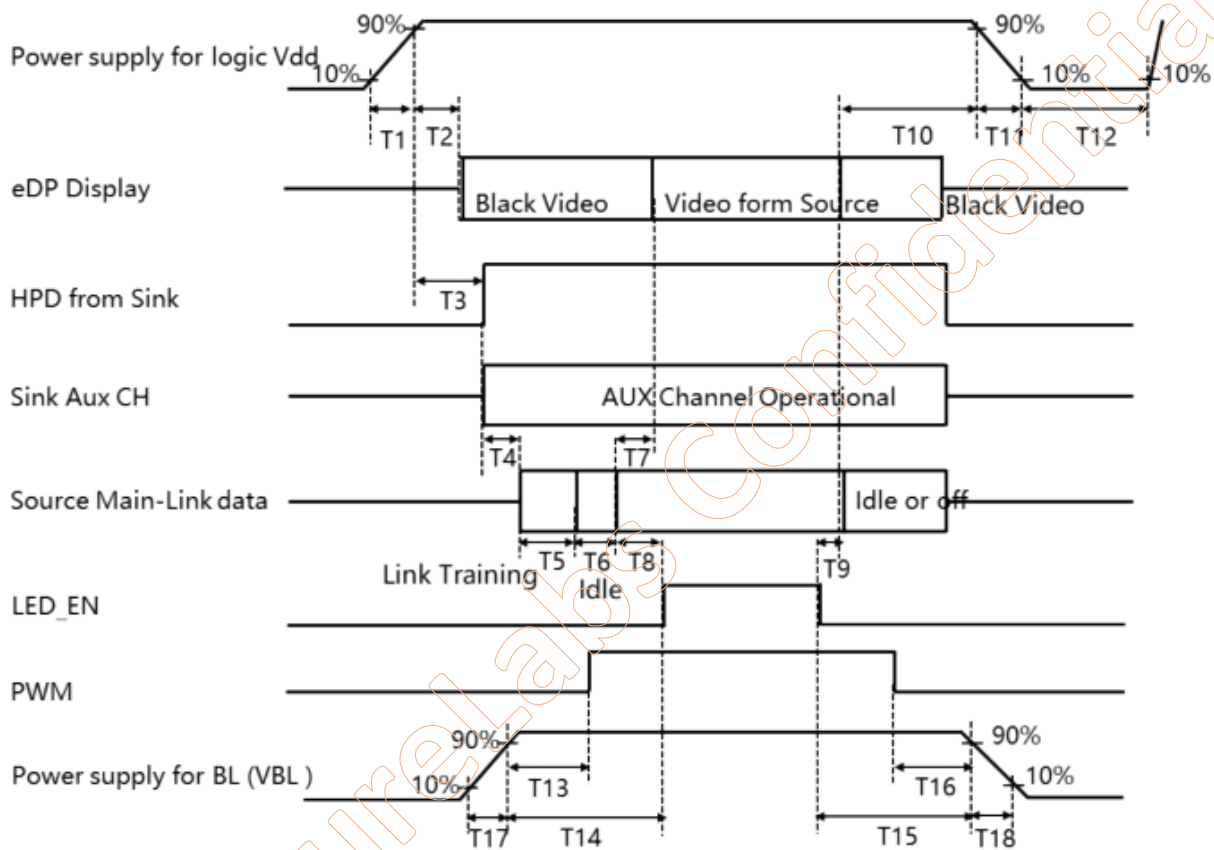 90%
90%
Power supply for logic Vdd
10%
10%
10%
T1
T2
T10
T11
T12
eDP Display
Black Video
Video form Source
Black Video
HPD from Sink
T3
Sink Aux CH
AUX Channel Operational
T4
T7
Source Main-Link data
Idle or off
T5
T6
T8
T9
Link Training
Idle
LED_EN
PWM
90%
90%
Power supply for BL (VBL )
10%
10%
T13
T16
T17
T14
T15
T18
ureLabs Confidential